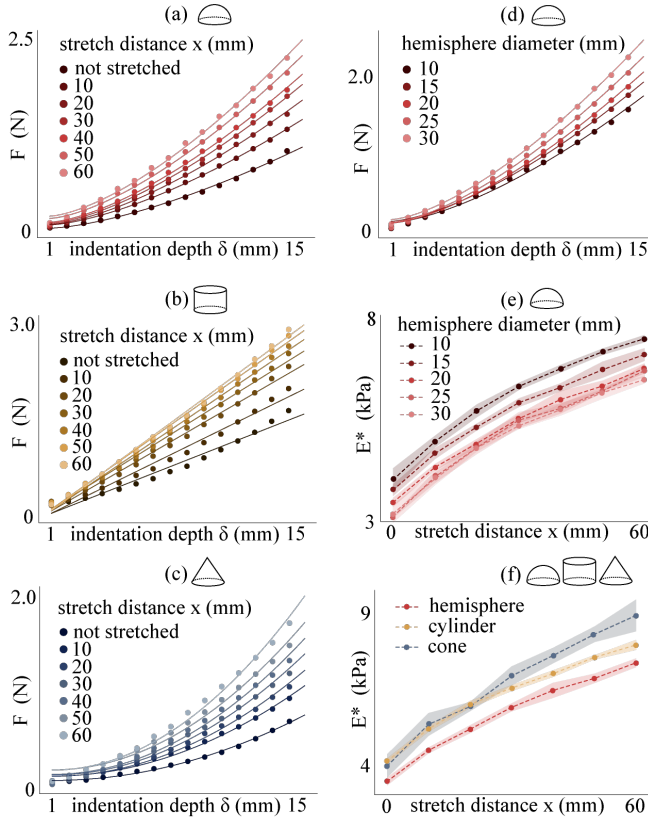 (a)
2.5
stretch distance x (mm)
not stretched
10
20
30
40
50
60
F (N)
0
1 indentation depth δ (mm) 15
(d)
hemisphere diameter (mm)
2.0
10
15
20
25
30
F (N)
0
1 indentation depth δ (mm) 15
(b)
3.0
stretch distance x (mm)
not stretched
10
20
30
40
50
60
F (N)
0
1 indentation depth δ (mm) 15
(e)
8
hemisphere diameter (mm)
10
15
20
25
30
E* (kPa)
3
0 stretch distance x (mm) 60
(c)
2.0
stretch distance x (mm)
not stretched
10
20
30
40
50
60
F (N)
0
1 indentation depth δ (mm) 15
(f)
9
hemisphere
cylinder
cone
E* (kPa)
4
0 stretch distance x (mm) 60